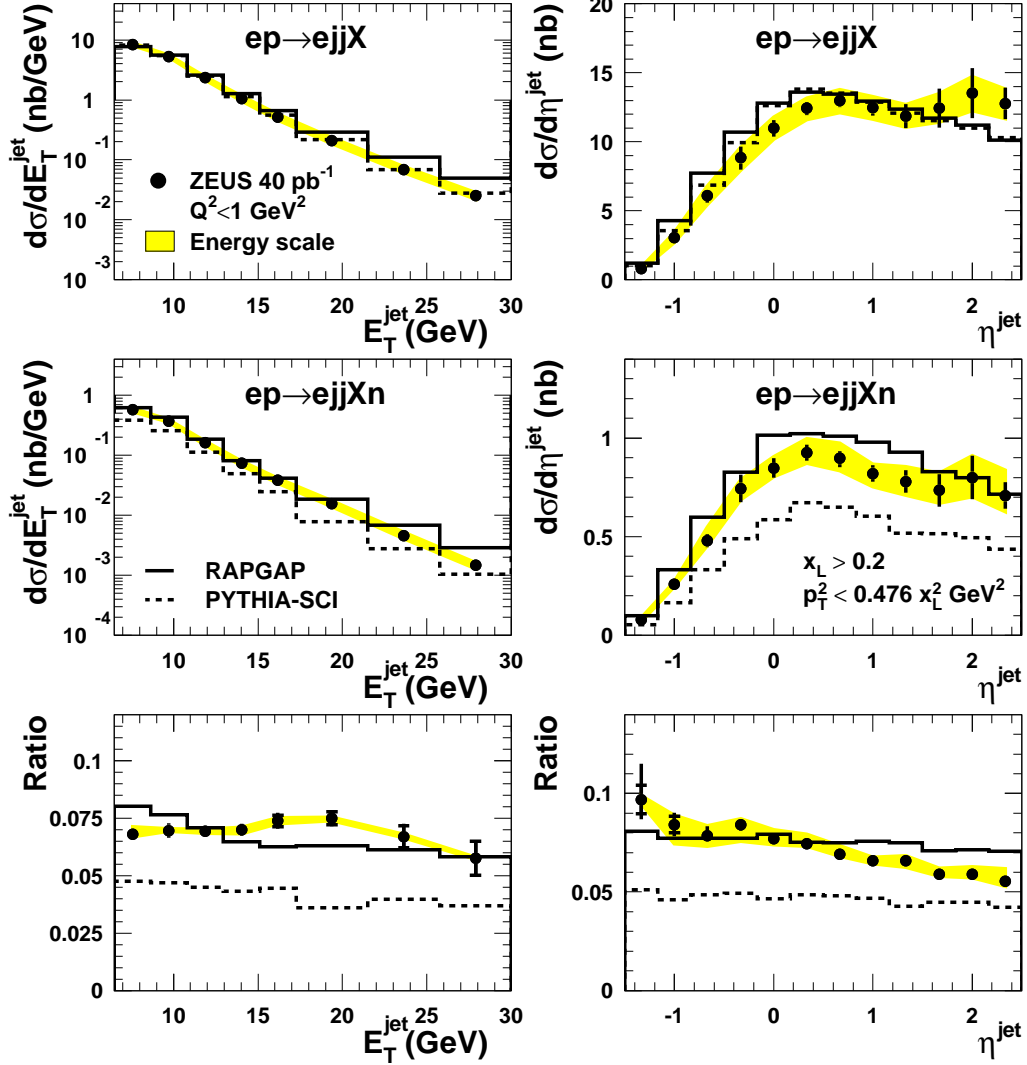 ep→ejjX
dσ/dE_T^jet (nb/GeV)
10
1
10^-1
10^-2
10^-3
ZEUS 40 pb^-1
Q^2<1 GeV^2
Energy scale
10 15 20 25 30
E_T^jet (GeV)
ep→ejjX
dσ/dη^jet (nb)
20
15
10
5
0
-1 0 1 2
η^jet
ep→ejjXn
dσ/dE_T^jet (nb/GeV)
1
10^-1
10^-2
10^-3
10^-4
RAPGAP
PYTHIA-SCI
10 15 20 25 30
E_T^jet (GeV)
ep→ejjXn
dσ/dη^jet (nb)
1
0.5
0
x_L > 0.2
p_T^2 < 0.476 x_L^2 GeV^2
-1 0 1 2
η^jet
Ratio
0.1
0.075
0.05
0.025
0
10 15 20 25 30
E_T^jet (GeV)
Ratio
0.1
0.05
0
-1 0 1 2
η^jet